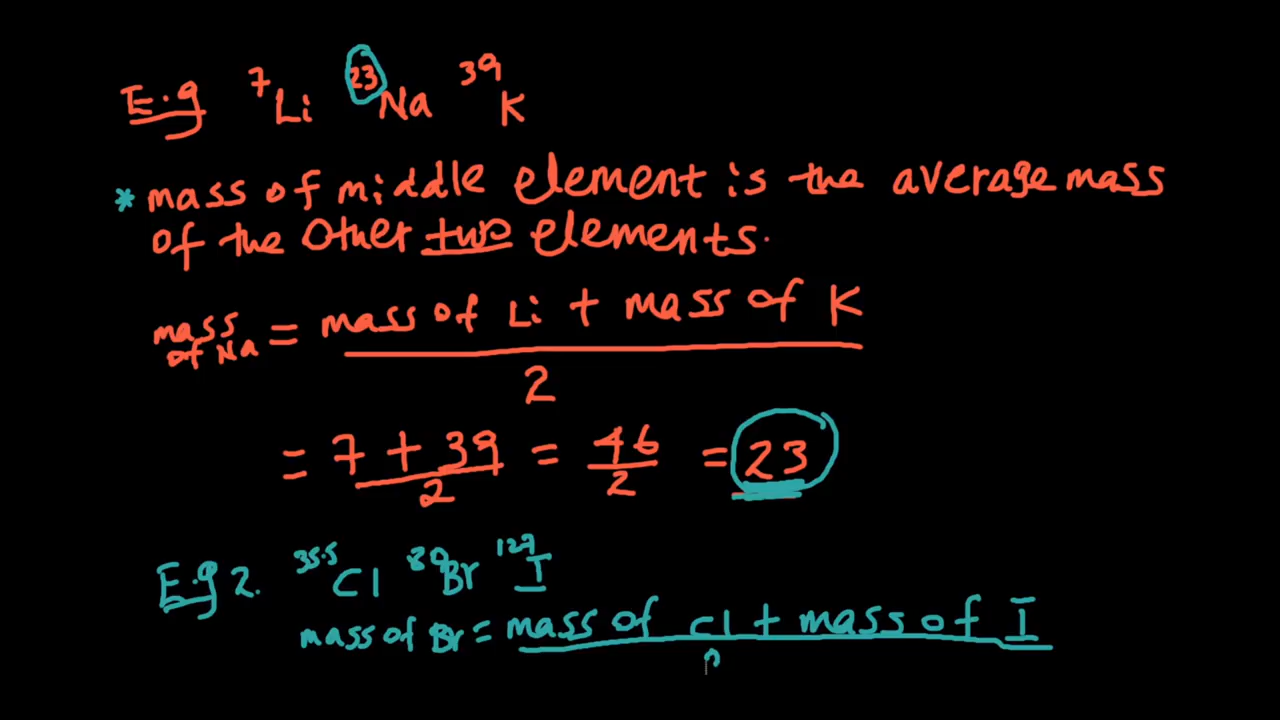 E.g 7Li 23Na 39K
* mass of middle element is the average mass
of the other two elements.
mass of Na = mass of Li + mass of K
2
= 7 + 39 / 2 = 46 / 2 = 23
E.g 2. 35.5Cl 80Br 127I
mass of Br = mass of Cl + mass of I